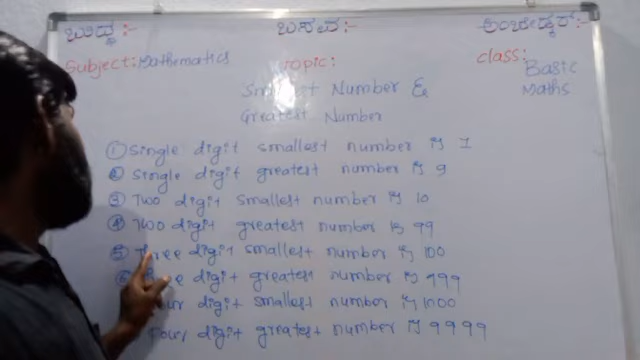 ಬುದ್ಧ :- ಬಸವ :- ಅಂಬೇಡ್ಕರ್ :-
Subject: Mathematics Topic: class: Basic
Smallest Number & Maths
Greatest Number
① Single digit smallest number is 1
② Single digit greatest number is 9
③ Two digit smallest number is 10
④ Two digit greatest number is 99
⑤ Three digit smallest number is 100
⑥ Three digit greatest number is 999
Four digit smallest number is 1000
Four digit greatest number is 9999